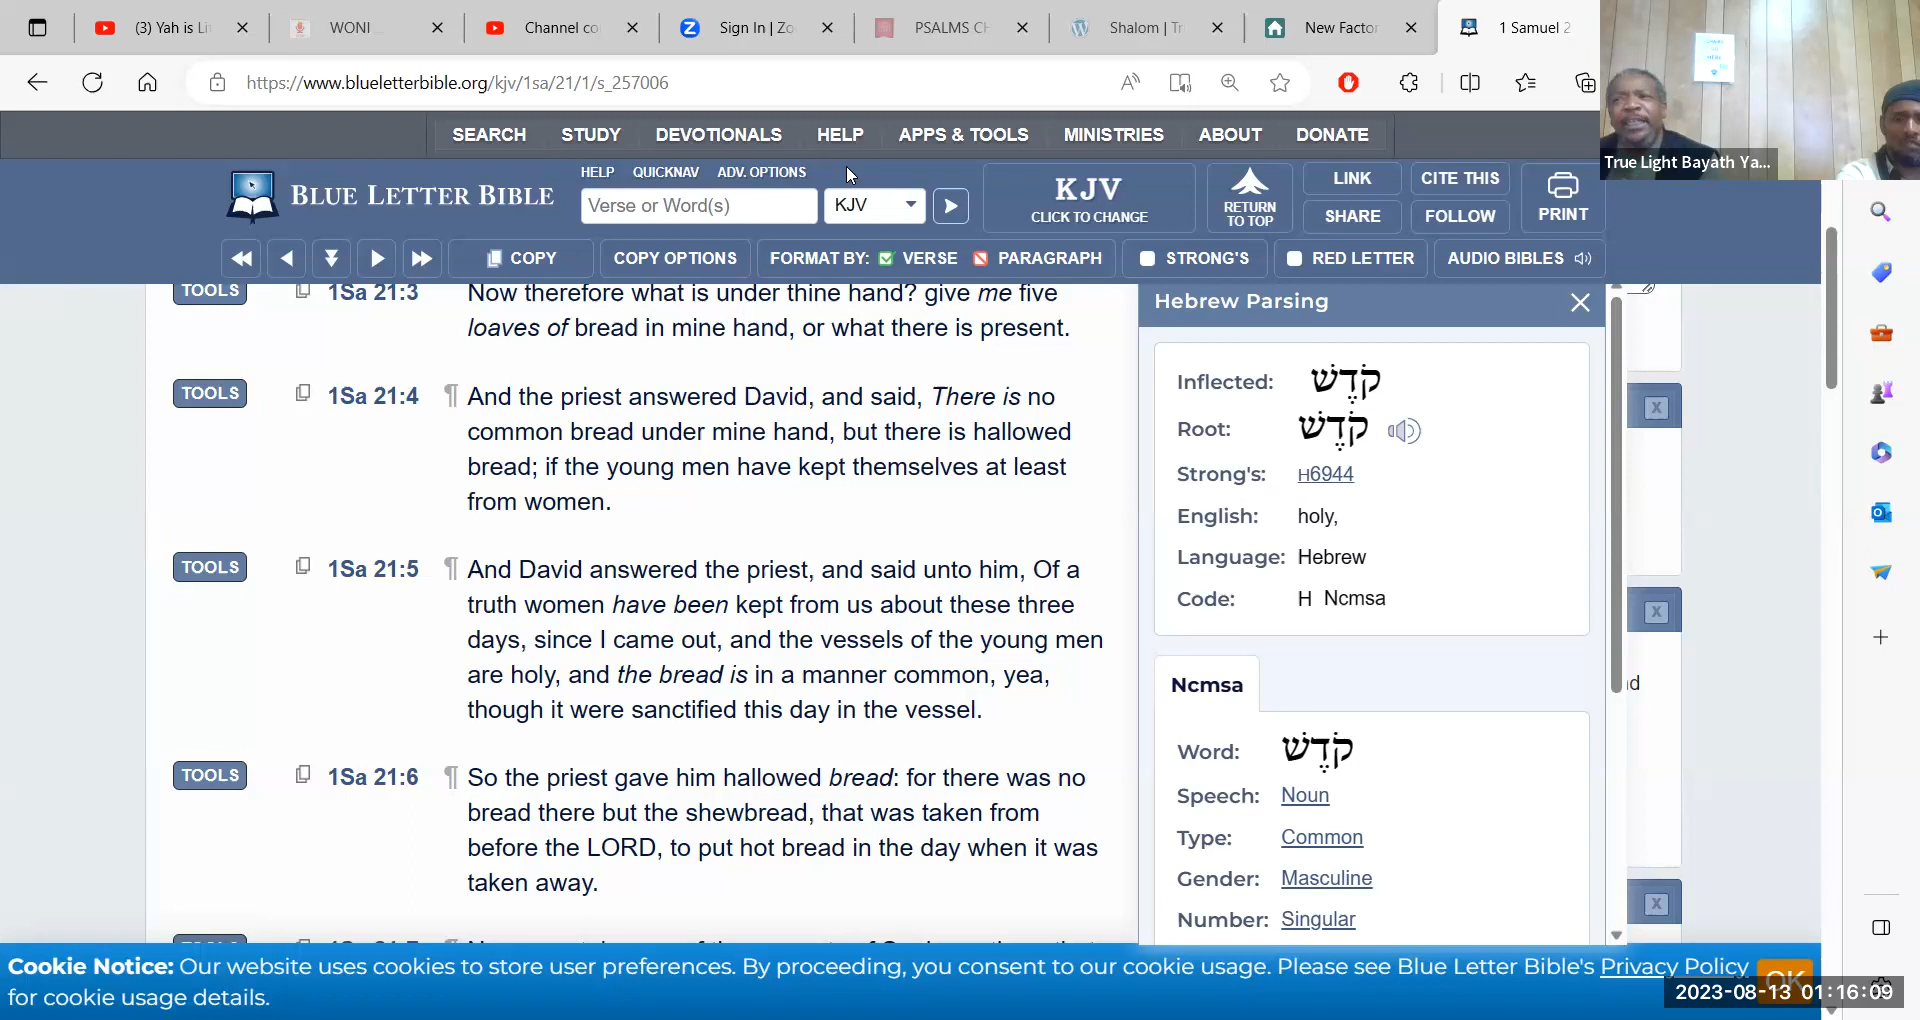 (3) Yah is Li
WONI
Channel co
Sign In | Zo
PSALMS CH
Shalom | Tr
New Factor
1 Samuel 2
https://www.blueletterbible.org/kjv/1sa/21/1/s_257006
True Light Bayath Ya...
SEARCH STUDY DEVOTIONALS HELP APPS & TOOLS MINISTRIES ABOUT DONATE
BLUE LETTER BIBLE
HELP QUICKNAV ADV. OPTIONS
Verse or Word(s)
KJV
KJV
CLICK TO CHANGE
RETURN
TO TOP
LINK
CITE THIS
SHARE
FOLLOW
PRINT
COPY COPY OPTIONS FORMAT BY: VERSE PARAGRAPH STRONG'S RED LETTER AUDIO BIBLES
TOOLS 1Sa 21:3 Now therefore what is under thine hand? give me five
loaves of bread in mine hand, or what there is present.
TOOLS 1Sa 21:4 ¶ And the priest answered David, and said, There is no
common bread under mine hand, but there is hallowed
bread; if the young men have kept themselves at least
from women.
TOOLS 1Sa 21:5 ¶ And David answered the priest, and said unto him, Of a
truth women have been kept from us about these three
days, since I came out, and the vessels of the young men
are holy, and the bread is in a manner common, yea,
though it were sanctified this day in the vessel.
TOOLS 1Sa 21:6 ¶ So the priest gave him hallowed bread: for there was no
bread there but the shewbread, that was taken from
before the LORD, to put hot bread in the day when it was
taken away.
Hebrew Parsing
Inflected: קֹדֶשׁ
Root: קֹדֶשׁ
Strong's: H6944
English: holy,
Language: Hebrew
Code: H Ncmsa
Ncmsa
Word: קֹדֶשׁ
Speech: Noun
Type: Common
Gender: Masculine
Number: Singular
Cookie Notice: Our website uses cookies to store user preferences. By proceeding, you consent to our cookie usage. Please see Blue Letter Bible's Privacy Policy
for cookie usage details.
OK
2023-08-13 01:16:09